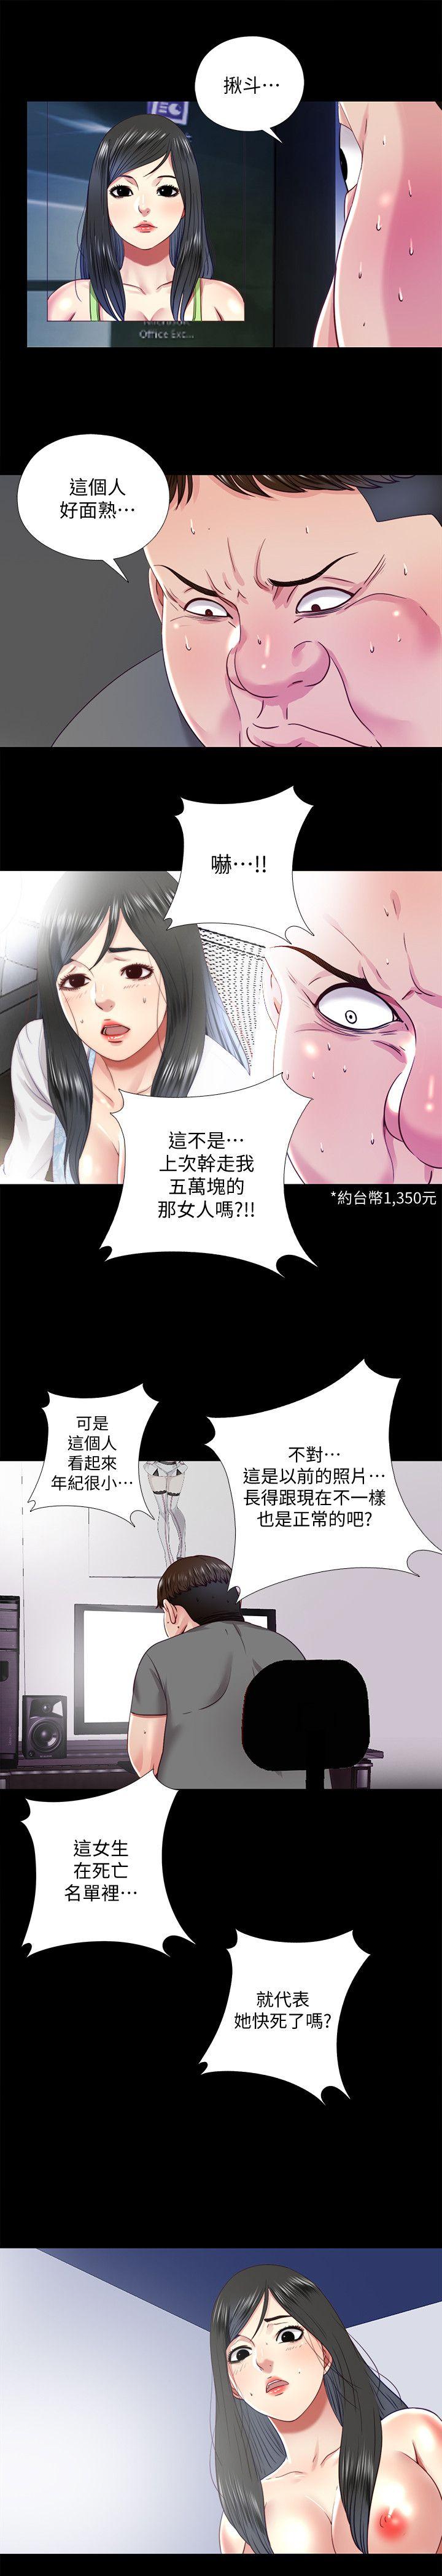 揪斗⋯
Office Exc...
這個人
好面熟⋯
嚇⋯!!
這不是⋯
上次幹走我
五萬塊的
那女人嗎?!!
*約台幣1,350元
可是
這個人
看起來
年紀很小⋯
不對⋯
這是以前的照片⋯
長得跟現在不一樣
也是正常的吧?
這女生
在死亡
名單裡⋯
就代表
她快死了嗎?